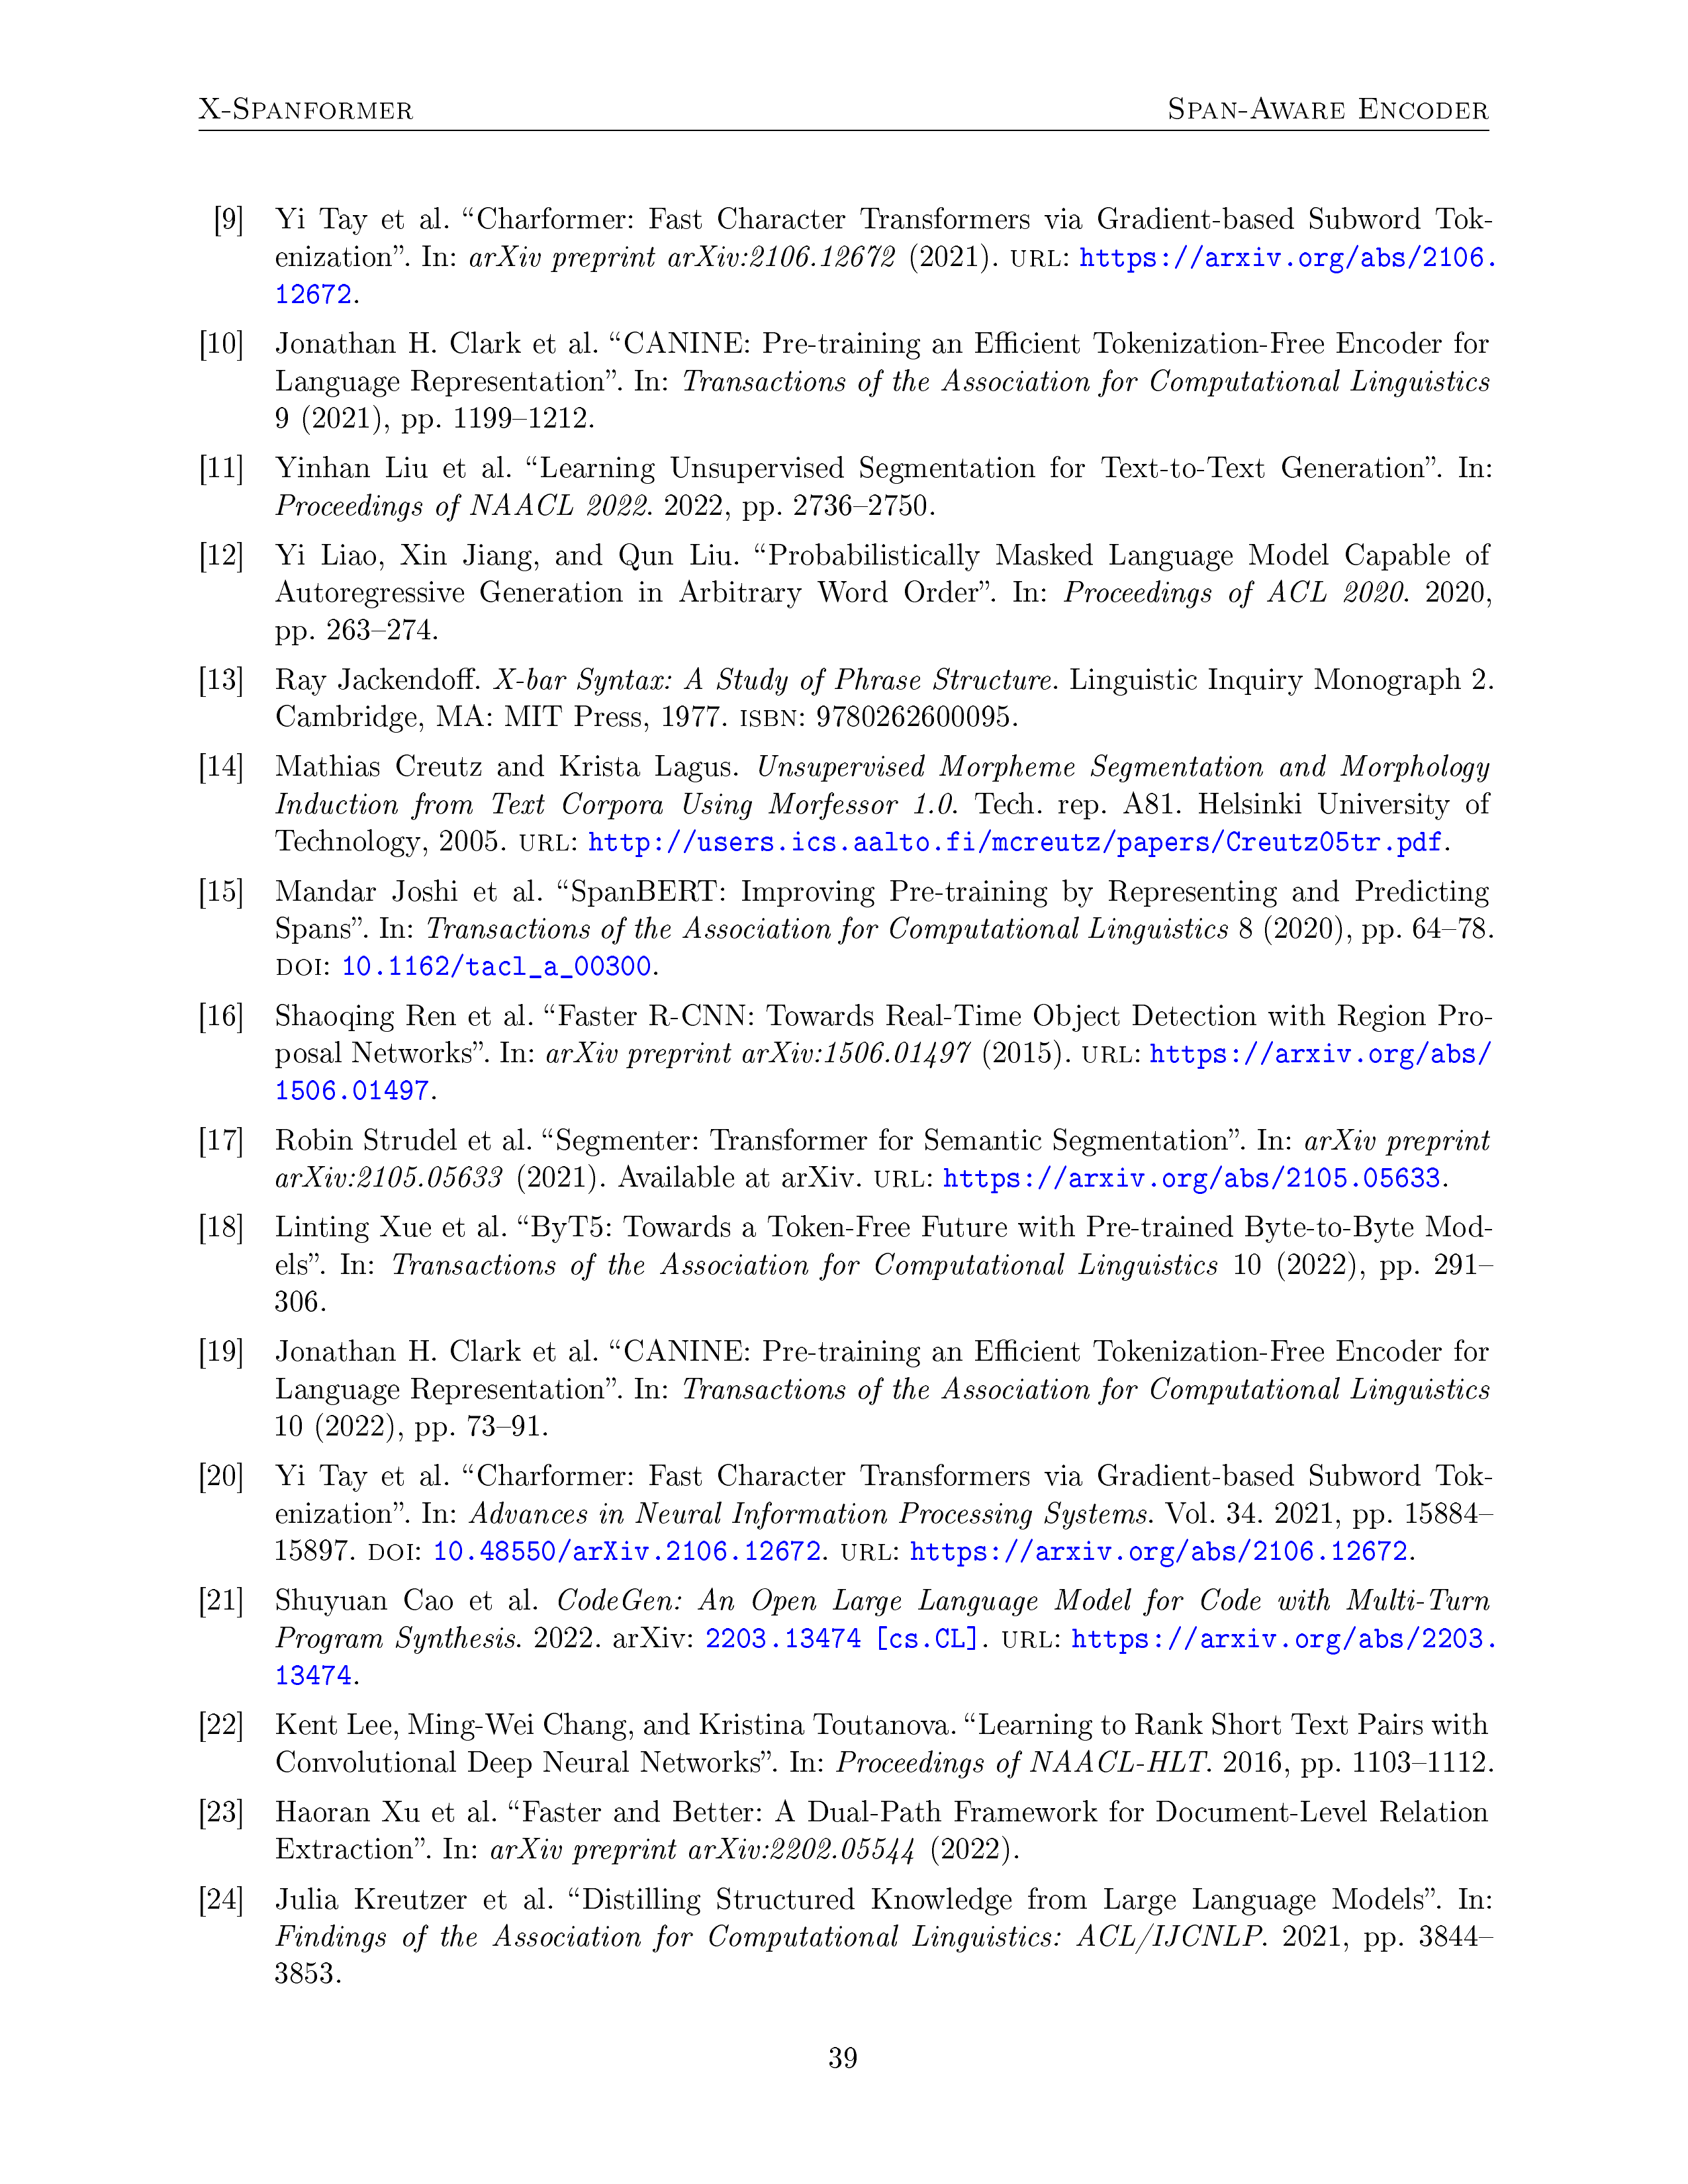 X-Spanformer Span-Aware Encoder
[9] Yi Tay et al. “Charformer: Fast Character Transformers via Gradient-based Subword Tok-
enization”. In: arXiv preprint arXiv:2106.12672 (2021). url: https://arxiv.org/abs/2106.
12672.
[10] Jonathan H. Clark et al. “CANINE: Pre-training an Efficient Tokenization-Free Encoder for
Language Representation”. In: Transactions of the Association for Computational Linguistics
9 (2021), pp. 1199–1212.
[11] Yinhan Liu et al. “Learning Unsupervised Segmentation for Text-to-Text Generation”. In:
Proceedings of NAACL 2022. 2022, pp. 2736–2750.
[12] Yi Liao, Xin Jiang, and Qun Liu. “Probabilistically Masked Language Model Capable of
Autoregressive Generation in Arbitrary Word Order”. In: Proceedings of ACL 2020. 2020,
pp. 263–274.
[13] Ray Jackendoff. X-bar Syntax: A Study of Phrase Structure. Linguistic Inquiry Monograph 2.
Cambridge, MA: MIT Press, 1977. isbn: 9780262600095.
[14] Mathias Creutz and Krista Lagus. Unsupervised Morpheme Segmentation and Morphology
Induction from Text Corpora Using Morfessor 1.0. Tech. rep. A81. Helsinki University of
Technology, 2005. url: http://users.ics.aalto.fi/mcreutz/papers/Creutz05tr.pdf.
[15] Mandar Joshi et al. “SpanBERT: Improving Pre-training by Representing and Predicting
Spans”. In: Transactions of the Association for Computational Linguistics 8 (2020), pp. 64–78.
doi: 10.1162/tacl_a_00300.
[16] Shaoqing Ren et al. “Faster R-CNN: Towards Real-Time Object Detection with Region Pro-
posal Networks”. In: arXiv preprint arXiv:1506.01497 (2015). url: https://arxiv.org/abs/
1506.01497.
[17] Robin Strudel et al. “Segmenter: Transformer for Semantic Segmentation”. In: arXiv preprint
arXiv:2105.05633 (2021). Available at arXiv. url: https://arxiv.org/abs/2105.05633.
[18] Linting Xue et al. “ByT5: Towards a Token-Free Future with Pre-trained Byte-to-Byte Mod-
els”. In: Transactions of the Association for Computational Linguistics 10 (2022), pp. 291–
306.
[19] Jonathan H. Clark et al. “CANINE: Pre-training an Efficient Tokenization-Free Encoder for
Language Representation”. In: Transactions of the Association for Computational Linguistics
10 (2022), pp. 73–91.
[20] Yi Tay et al. “Charformer: Fast Character Transformers via Gradient-based Subword Tok-
enization”. In: Advances in Neural Information Processing Systems. Vol. 34. 2021, pp. 15884–
15897. doi: 10.48550/arXiv.2106.12672. url: https://arxiv.org/abs/2106.12672.
[21] Shuyuan Cao et al. CodeGen: An Open Large Language Model for Code with Multi-Turn
Program Synthesis. 2022. arXiv: 2203.13474 [cs.CL]. url: https://arxiv.org/abs/2203.
13474.
[22] Kent Lee, Ming-Wei Chang, and Kristina Toutanova. “Learning to Rank Short Text Pairs with
Convolutional Deep Neural Networks”. In: Proceedings of NAACL-HLT. 2016, pp. 1103–1112.
[23] Haoran Xu et al. “Faster and Better: A Dual-Path Framework for Document-Level Relation
Extraction”. In: arXiv preprint arXiv:2202.05544 (2022).
[24] Julia Kreutzer et al. “Distilling Structured Knowledge from Large Language Models”. In:
Findings of the Association for Computational Linguistics: ACL/IJCNLP. 2021, pp. 3844–
3853.
39